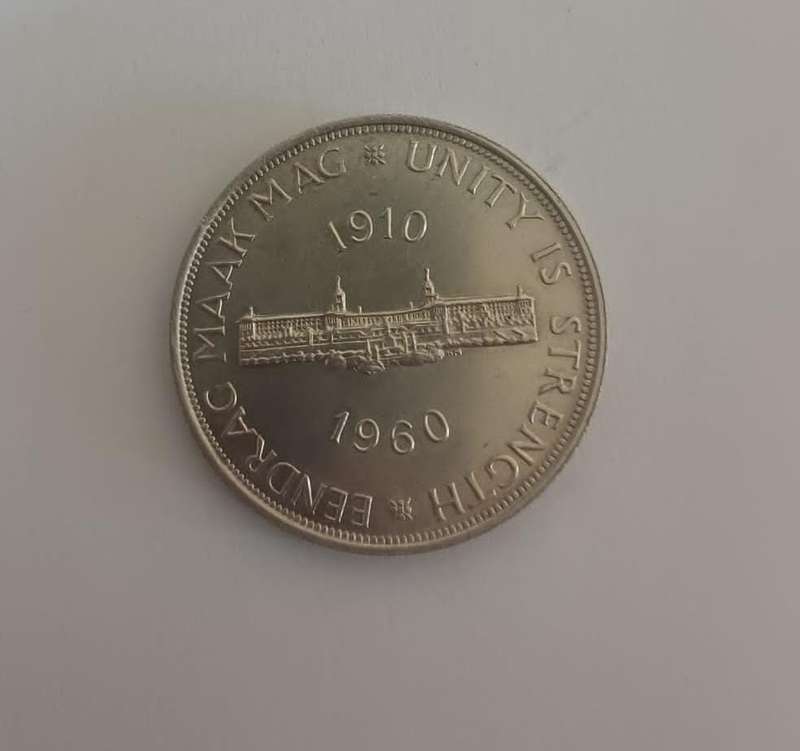 EENDRAG MAAK MAG
UNITY IS STRENGTH
1910
1960